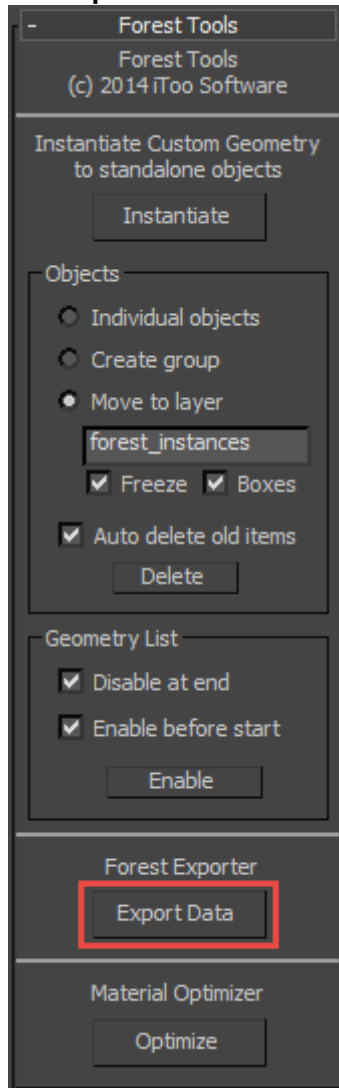 - Forest Tools
Forest Tools
(c) 2014 iToo Software
Instantiate Custom Geometry
to standalone objects
Instantiate
Objects
Individual objects
Create group
Move to layer
forest_instances
Freeze Boxes
Auto delete old items
Delete
Geometry List
Disable at end
Enable before start
Enable
Forest Exporter
Export Data
Material Optimizer
Optimize